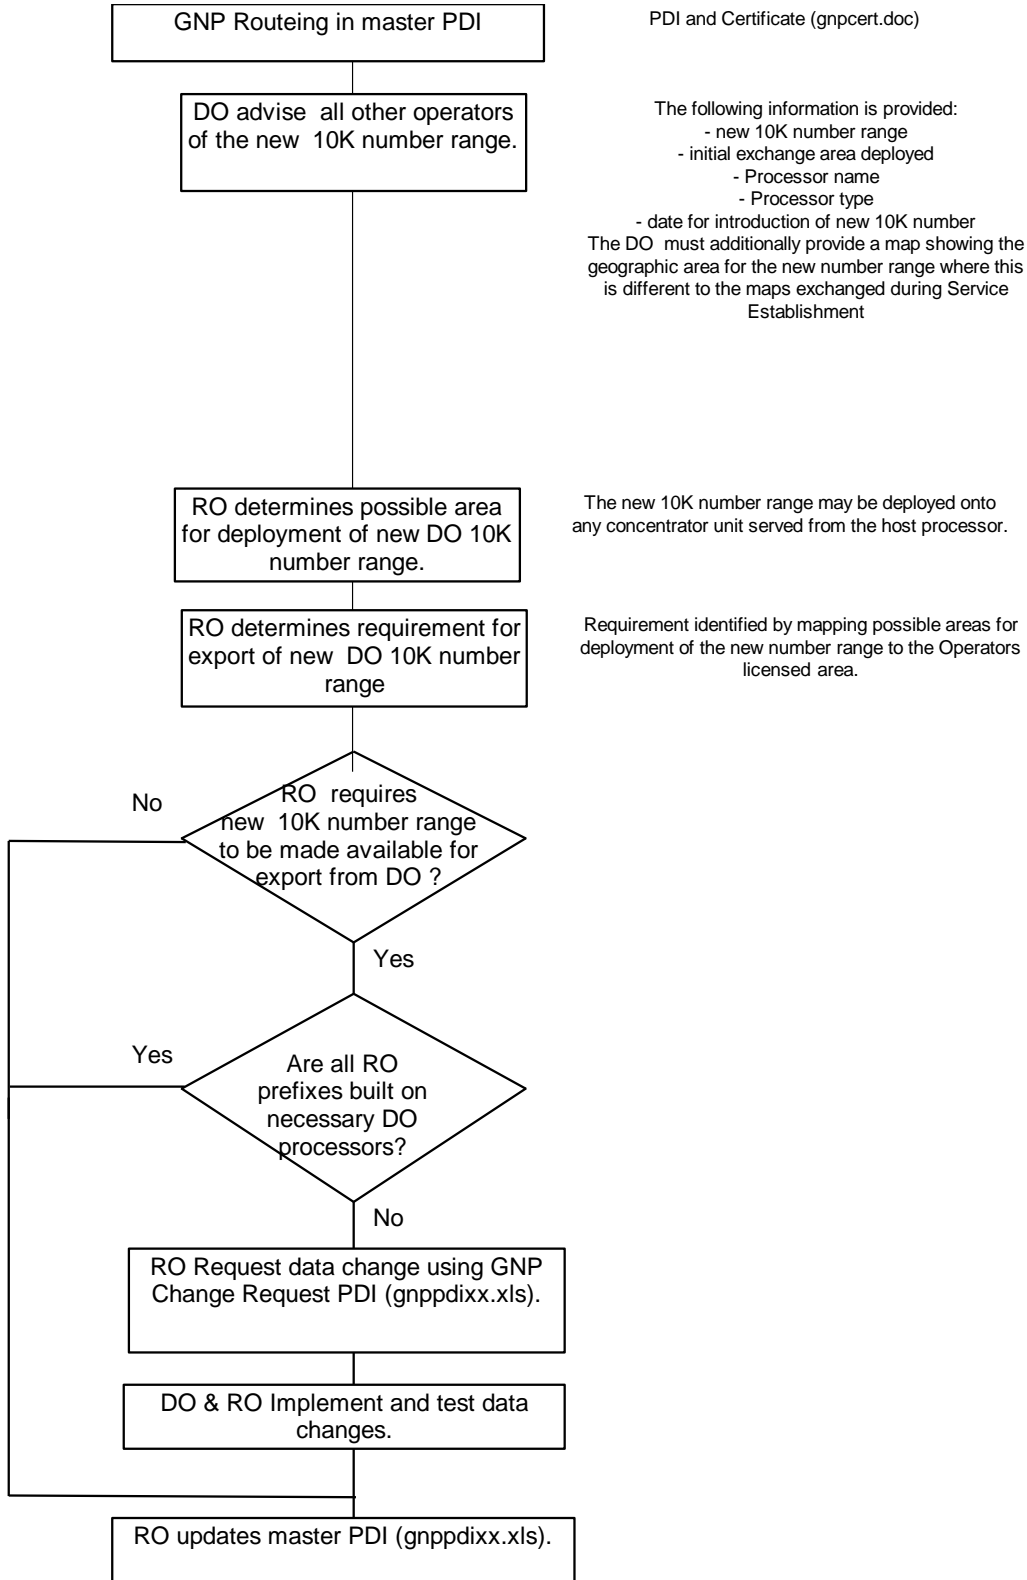 GNP Routeing in master PDI
PDI and Certificate (gnpcert.doc)
DO advise all other operators
of the new 10K number range.
The following information is provided:
- new 10K number range
- initial exchange area deployed
- Processor name
- Processor type
- date for introduction of new 10K number
The DO must additionally provide a map showing the
geographic area for the new number range where this
is different to the maps exchanged during Service
Establishment
RO determines possible area
for deployment of new DO 10K
number range.
The new 10K number range may be deployed onto
any concentrator unit served from the host processor.
RO determines requirement for
export of new DO 10K number
range
Requirement identified by mapping possible areas for
deployment of the new number range to the Operators
licensed area.
No
RO requires
new 10K number range
to be made available for
export from DO ?
Yes
Yes
Are all RO
prefixes built on
necessary DO
processors?
No
RO Request data change using GNP
Change Request PDI (gnppdixx.xls).
DO & RO Implement and test data
changes.
RO updates master PDI (gnppdixx.xls).